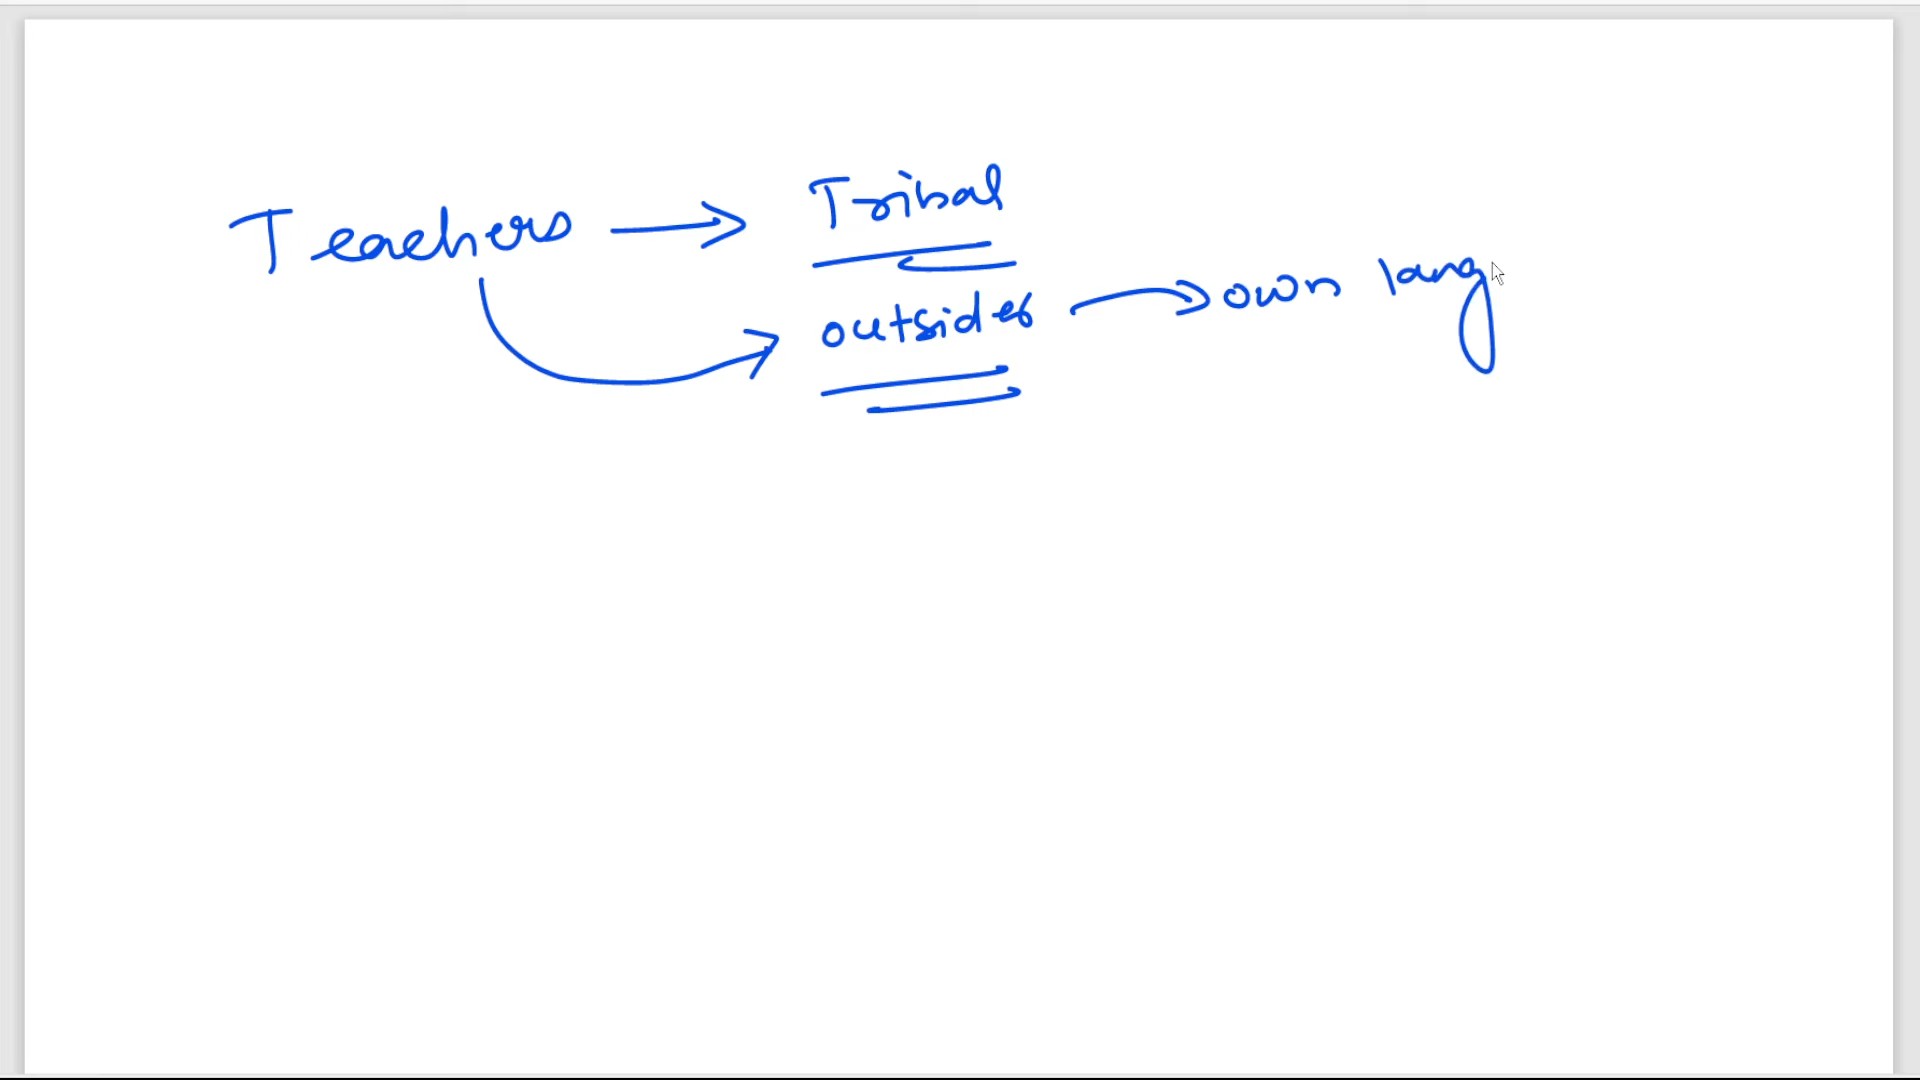 Teachers → Tribal
outsider → own lang